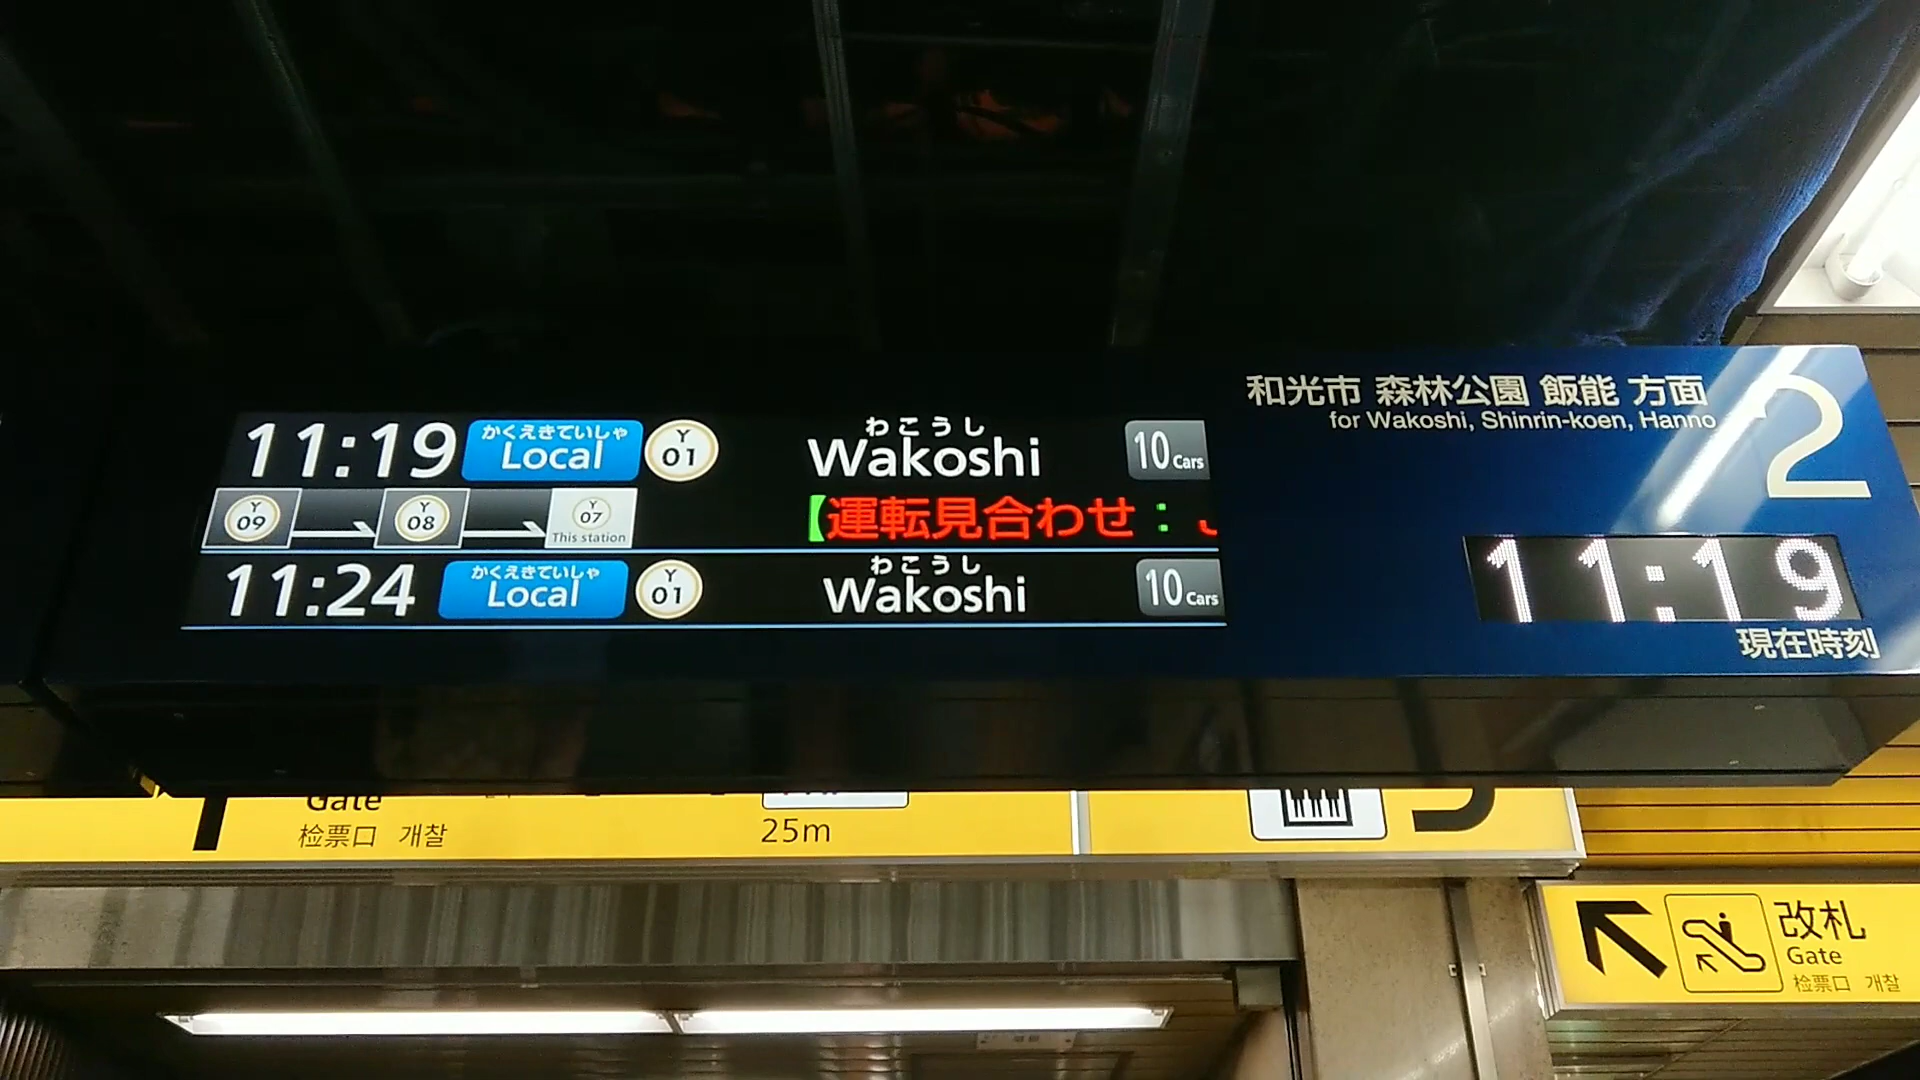 和光市 森林公園 飯能 方面
for Wakoshi, Shinrin-koen, Hanno
2
11:19 かくえきていしゃ Local Y 01 わこうし Wakoshi 10 Cars
Y 09 Y 08 Y 07 This station 【運転見合わせ：
11:24 かくえきていしゃ Local Y 01 わこうし Wakoshi 10 Cars
11:19
現在時刻
Gate
检票口 개찰
25m
改札
Gate
检票口 개찰